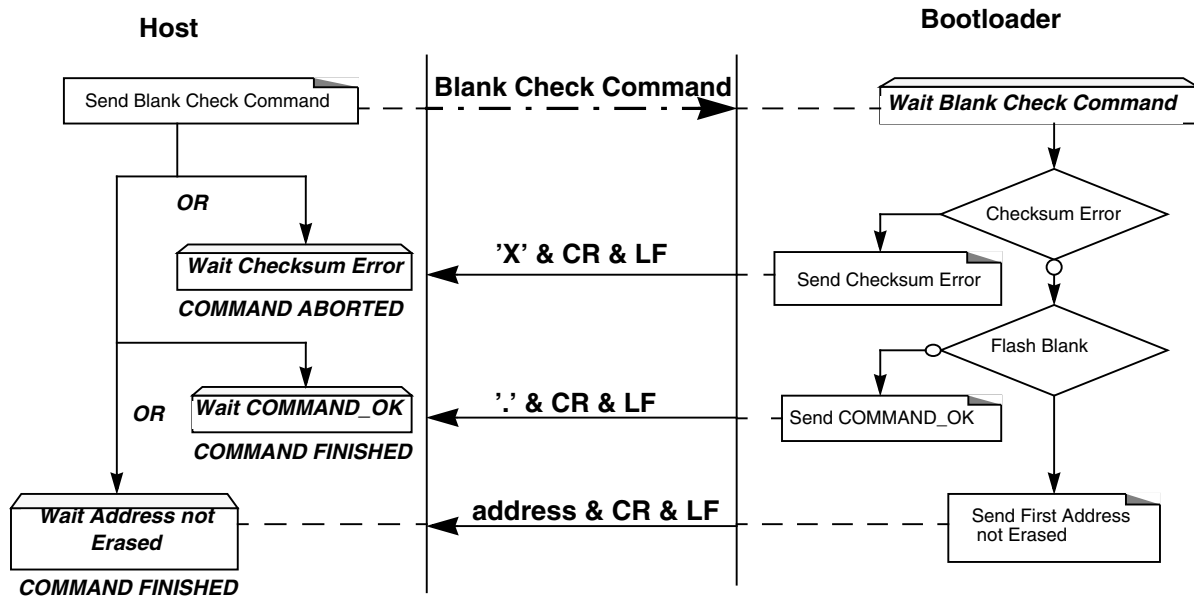 Host
Bootloader
Send Blank Check Command
Blank Check Command
Wait Blank Check Command
OR
Checksum Error
Wait Checksum Error
’X’ & CR & LF
Send Checksum Error
COMMAND ABORTED
Flash Blank
OR
Wait COMMAND_OK
'.' & CR & LF
Send COMMAND_OK
COMMAND FINISHED
Wait Address not
Erased
address & CR & LF
Send First Address
not Erased
COMMAND FINISHED